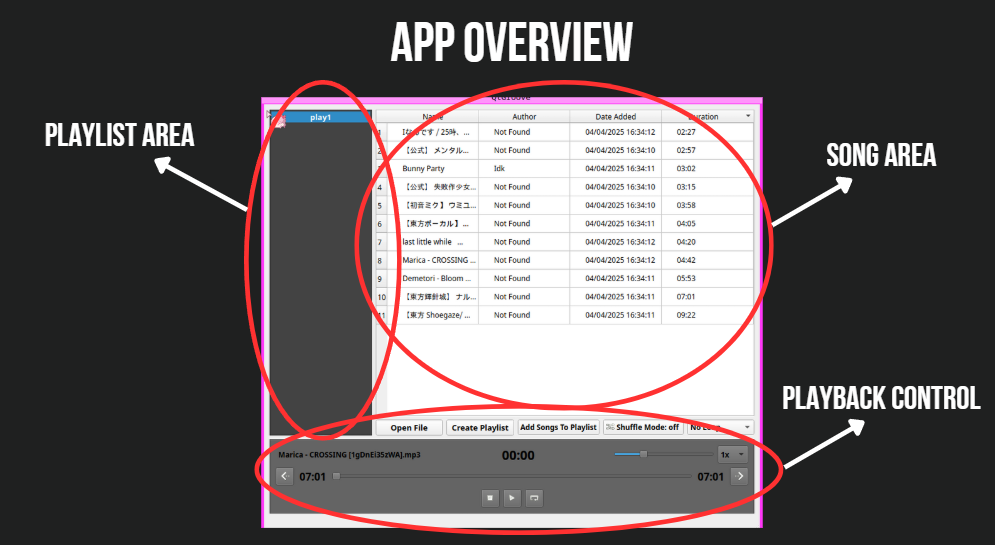 APP OVERVIEW
PLAYLIST AREA
SONG AREA
PLAYBACK CONTROL
play1
Name Author Date Added Duration
です / 25時、... Not Found 04/04/2025 16:34:12 02:27
2 【公式】 メンタル... Not Found 04/04/2025 16:34:10 02:57
Bunny Party Idk 04/04/2025 16:34:11 03:02
4 【公式】 失敗作少女... Not Found 04/04/2025 16:34:10 03:15
5 【初音ミク】 ウミユ... Not Found 04/04/2025 16:34:10 03:58
6 【東方ボーカル】... Not Found 04/04/2025 16:34:11 04:05
7 last little while ... Not Found 04/04/2025 16:34:12 04:20
8 Marica - CROSSING ... Not Found 04/04/2025 16:34:12 04:42
9 Demetori - Bloom ... Not Found 04/04/2025 16:34:11 05:53
10 【東方輝針城】 ナル... Not Found 04/04/2025 16:34:11 07:01
11 【東方 Shoegaze/ ... Not Found 04/04/2025 16:34:11 09:22
Open File Create Playlist Add Songs To Playlist Shuffle Mode: off No Loop
Marica - CROSSING [1gDnEi3SzWA].mp3 00:00 1x
07:01 07:01